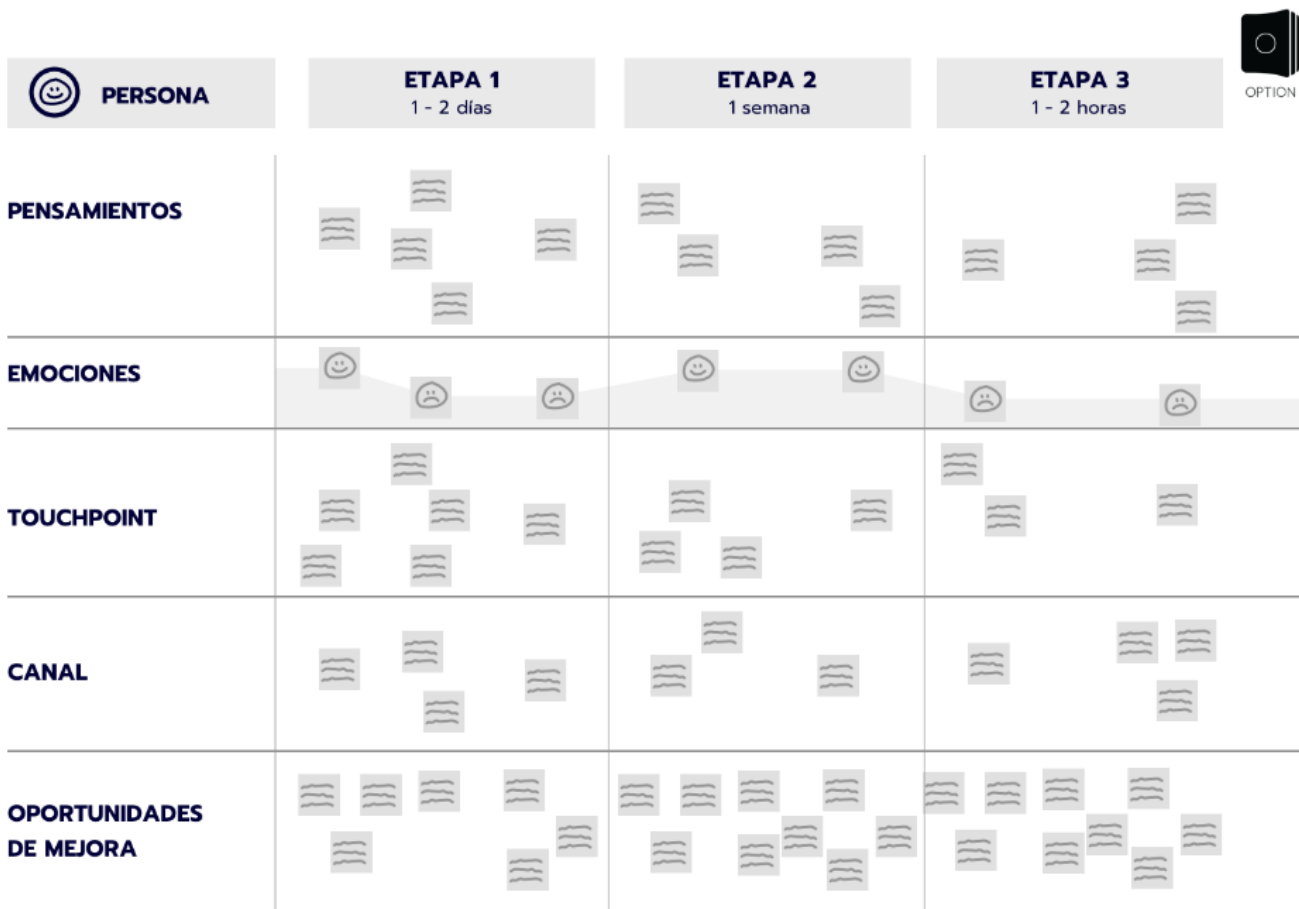 OPTION
PERSONA
ETAPA 1
1 - 2 días
ETAPA 2
1 semana
ETAPA 3
1 - 2 horas
PENSAMIENTOS
EMOCIONES
TOUCHPOINT
CANAL
OPORTUNIDADES
DE MEJORA